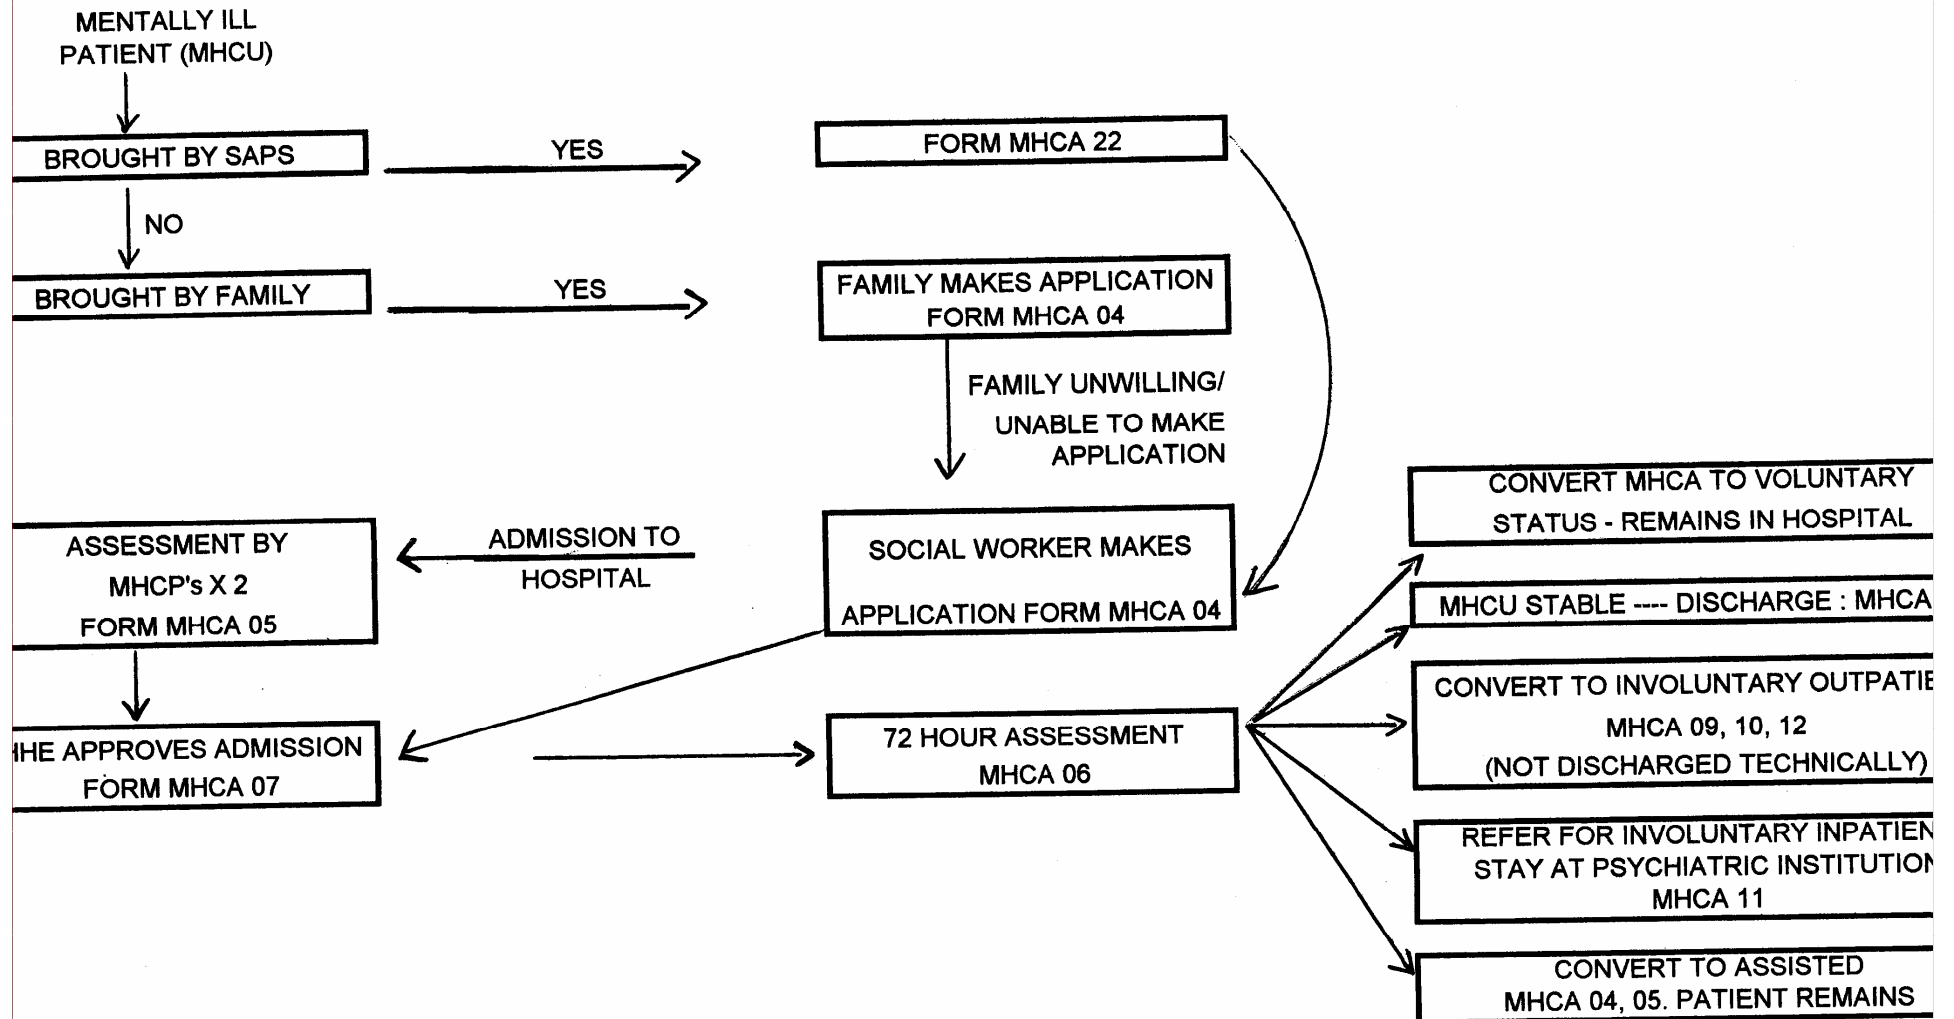 MENTALLY ILL
PATIENT (MHCU)
BROUGHT BY SAPS
YES
FORM MHCA 22
NO
BROUGHT BY FAMILY
YES
FAMILY MAKES APPLICATION
FORM MHCA 04
FAMILY UNWILLING/
UNABLE TO MAKE
APPLICATION
ASSESSMENT BY
MHCP's X 2
FORM MHCA 05
ADMISSION TO
HOSPITAL
SOCIAL WORKER MAKES
APPLICATION FORM MHCA 04
HHE APPROVES ADMISSION
FORM MHCA 07
72 HOUR ASSESSMENT
MHCA 06
CONVERT MHCA TO VOLUNTARY
STATUS - REMAINS IN HOSPITAL
MHCU STABLE ---- DISCHARGE : MHCA
CONVERT TO INVOLUNTARY
MHCA 09, 10, 12
(NOT DISCHARGED TECHNICALLY)
REFER FOR INVOLUNTARY
STAY AT PSYCHIATRIC INSTITUTION
MHCA 11
CONVERT TO ASSISTED
MHCA 04, 05. PATIENT REMAINS